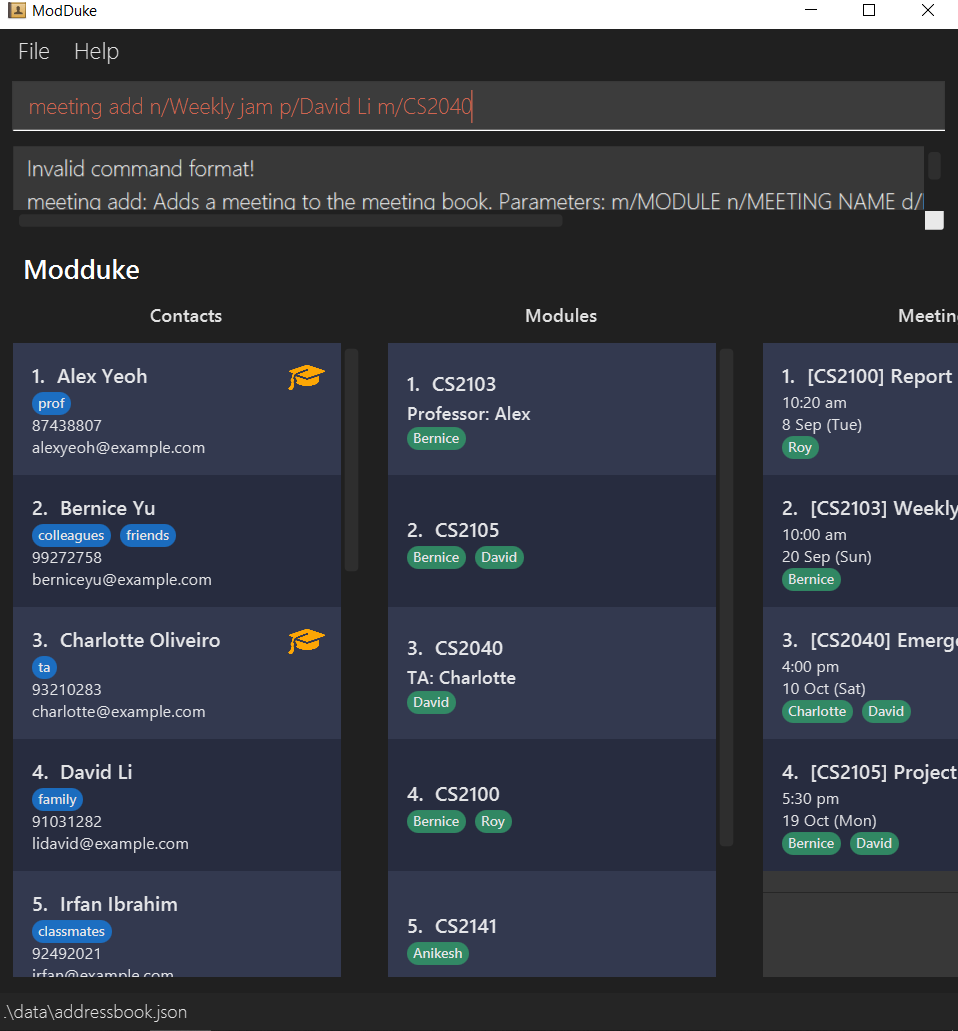 ModDuke
File Help
meeting add n/Weekly jam p/David Li m/CS2040
Invalid command format!
meeting add: Adds a meeting to the meeting book. Parameters: m/MODULE n/MEETING NAME d/
Modduke
Contacts
1. Alex Yeoh
prof
87438807
alexyeoh@example.com
2. Bernice Yu
colleagues friends
99272758
berniceyu@example.com
3. Charlotte Oliveiro
ta
93210283
charlotte@example.com
4. David Li
family
91031282
lidavid@example.com
5. Irfan Ibrahim
classmates
92492021
irfan@example.com
Modules
1. CS2103
Professor: Alex
Bernice
2. CS2105
Bernice David
3. CS2040
TA: Charlotte
David
4. CS2100
Bernice Roy
5. CS2141
Anikesh
Meetin
1. [CS2100] Report
10:20 am
8 Sep (Tue)
Roy
2. [CS2103] Weekly
10:00 am
20 Sep (Sun)
Bernice
3. [CS2040] Emerge
4:00 pm
10 Oct (Sat)
Charlotte David
4. [CS2105] Project
5:30 pm
19 Oct (Mon)
Bernice David
.\data\addressbook.json